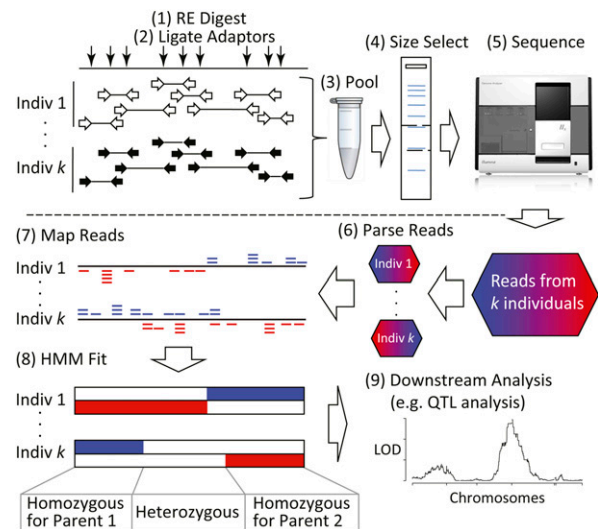 (1) RE Digest
(2) Ligate Adaptors
(4) Size Select
(5) Sequence
(3) Pool
Indiv 1
Indiv k
(7) Map Reads
(6) Parse Reads
Indiv 1
Indiv 1
Reads from
k individuals
Indiv k
Indiv k
(8) HMM Fit
(9) Downstream Analysis
(e.g. QTL analysis)
Indiv 1
LOD
Indiv k
Chromosomes
Homozygous
for Parent 1
Heterozygous
Homozygous
for Parent 2